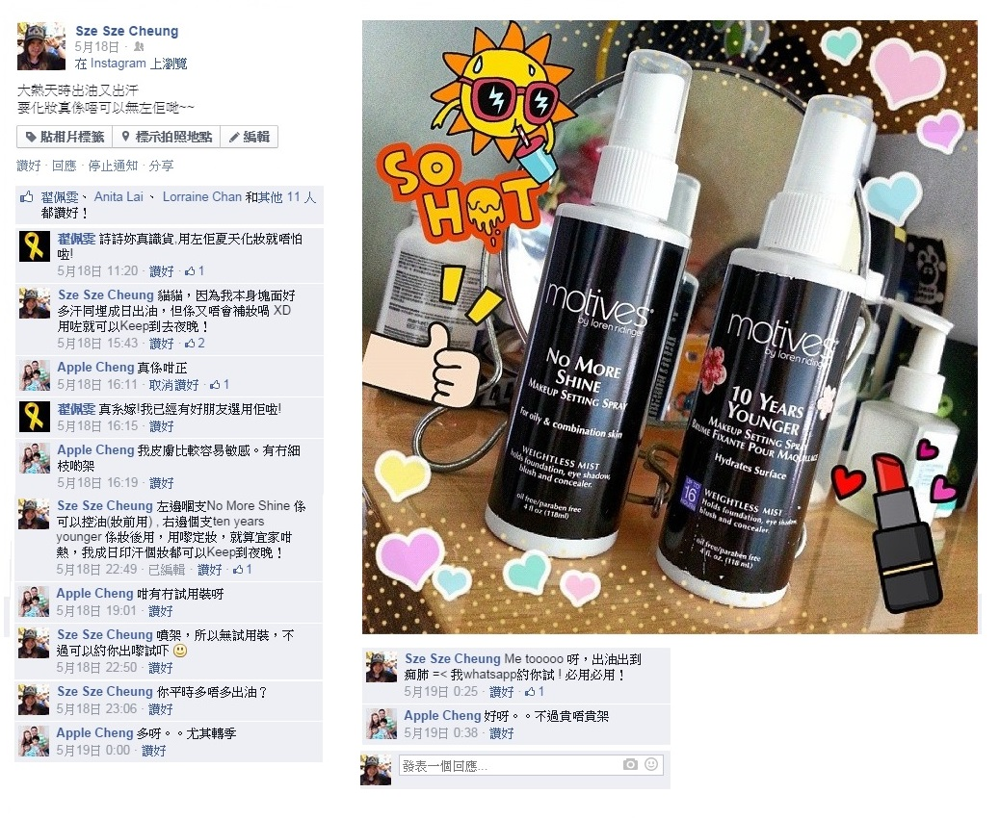 Sze Sze Cheung
5月18日 ·
在 Instagram 上瀏覽
大熱天時出油又出汗
要化妝真係唔可以無左佢哋~~
貼相片標籤
標示拍照地點
編輯
讚好 · 回應 · 停止通知 · 分享
翟佩雯、 Anita Lai 、 Lorraine Chan 和其他 11 人
都讚好！
翟佩雯 詩詩妳真識貨,用左佢夏天化妝就唔怕
啦!
5月18日 11:20 · 讚好 · 1
Sze Sze Cheung 貓貓，因為我本身塊面好
多汗同埋成日出油，但係又唔會補妝喎 XD
用咗就可以Keep到去夜晚！
5月18日 15:43 · 讚好 · 2
Apple Cheng 真係咁正
5月18日 16:11 · 取消讚好 · 1
翟佩雯 真糸嫁!我已經有好朋友選用佢啦!
5月18日 16:15 · 讚好
Apple Cheng 我皮膚比較容易敏感。有冇細
枝啲架
5月18日 16:19 · 讚好
Sze Sze Cheung 左邊嗰支No More Shine 係
可以控油(妝前用) , 右邊個支ten years
younger 係妝後用，用嚟定妝，就算宜家咁
熱，我成日印汗個妝都可以Keep到夜晚！
5月18日 22:49 · 已編輯 · 讚好 · 1
Apple Cheng 咁有冇試用裝呀
5月18日 19:01 · 讚好
Sze Sze Cheung 噴架，所以無試用裝，不
過可以約你出嚟試吓
5月18日 22:50 · 讚好
Sze Sze Cheung 你平時多唔多出油？
5月18日 23:06 · 讚好
Apple Cheng 多呀。。尤其轉季
5月19日 0:00 · 讚好
SO
HOT
motives®
by loren ridinger
No More
Shine
Makeup Setting Spray
For oily & combination skin
WEIGHTLESS MIST
holds foundation, eye shadow,
blush and concealer.
oil free/paraben free
4 fl oz. (118ml)
motives®
by loren ridinger
10 Years
Younger
Makeup Setting Spray
Brume Fixante Pour Maquillage
Hydrates Surface
UP TO
16
HOURS
WEIGHTLESS MIST
Holds foundation, eye shadow,
blush and concealer.
oil free/paraben free
4 fl. oz. (118 ml)
Sze Sze Cheung Me tooooo 呀，出油出到
痴肺 =< 我whatsapp約你試 ! 必用必用！
5月19日 0:25 · 讚好 · 1
Apple Cheng 好呀。。不過貴唔貴架
5月19日 0:38 · 讚好
發表一個回應...